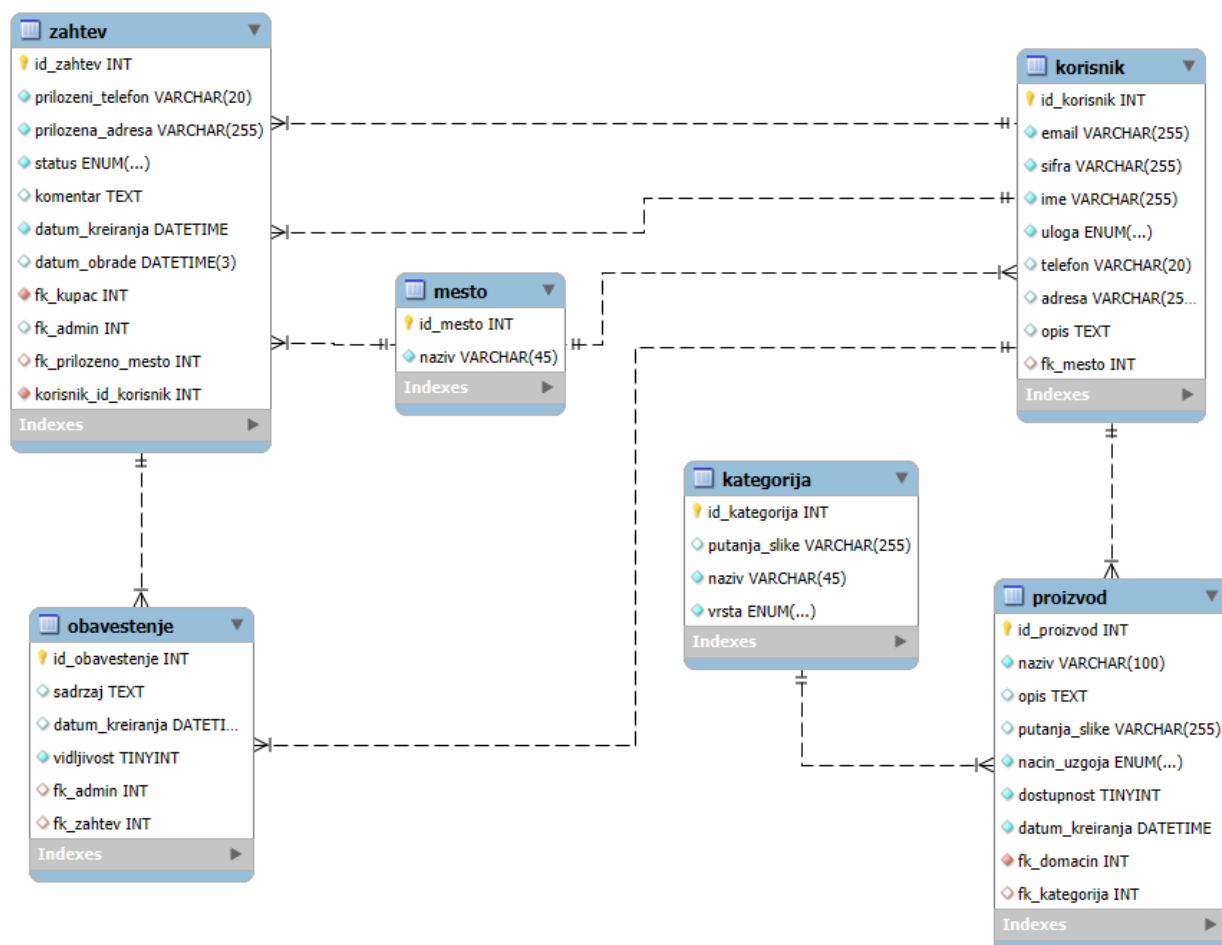 zahtev
id_zahtev INT
prilozeni_telefon VARCHAR(20)
prilozena_adresa VARCHAR(255)
status ENUM(...)
komentar TEXT
datum_kreiranja DATETIME
datum_obrade DATETIME(3)
fk_kupac INT
fk_admin INT
fk_prilozeno_mesto INT
korisnik_id_korisnik INT
Indexes
korisnik
id_korisnik INT
email VARCHAR(255)
sifra VARCHAR(255)
ime VARCHAR(255)
uloga ENUM(...)
telefon VARCHAR(20)
adresa VARCHAR(25...
opis TEXT
fk_mesto INT
Indexes
mesto
id_mesto INT
naziv VARCHAR(45)
Indexes
kategorija
id_kategorija INT
putanja_slike VARCHAR(255)
naziv VARCHAR(45)
vrsta ENUM(...)
Indexes
obavestenje
id_obavestenje INT
sadrzaj TEXT
datum_kreiranja DATETI...
vidljivost TINYINT
fk_admin INT
fk_zahtev INT
Indexes
proizvod
id_proizvod INT
naziv VARCHAR(100)
opis TEXT
putanja_slike VARCHAR(255)
nacin_uzgoja ENUM(...)
dostupnost TINYINT
datum_kreiranja DATETIME
fk_domacin INT
fk_kategorija INT
Indexes